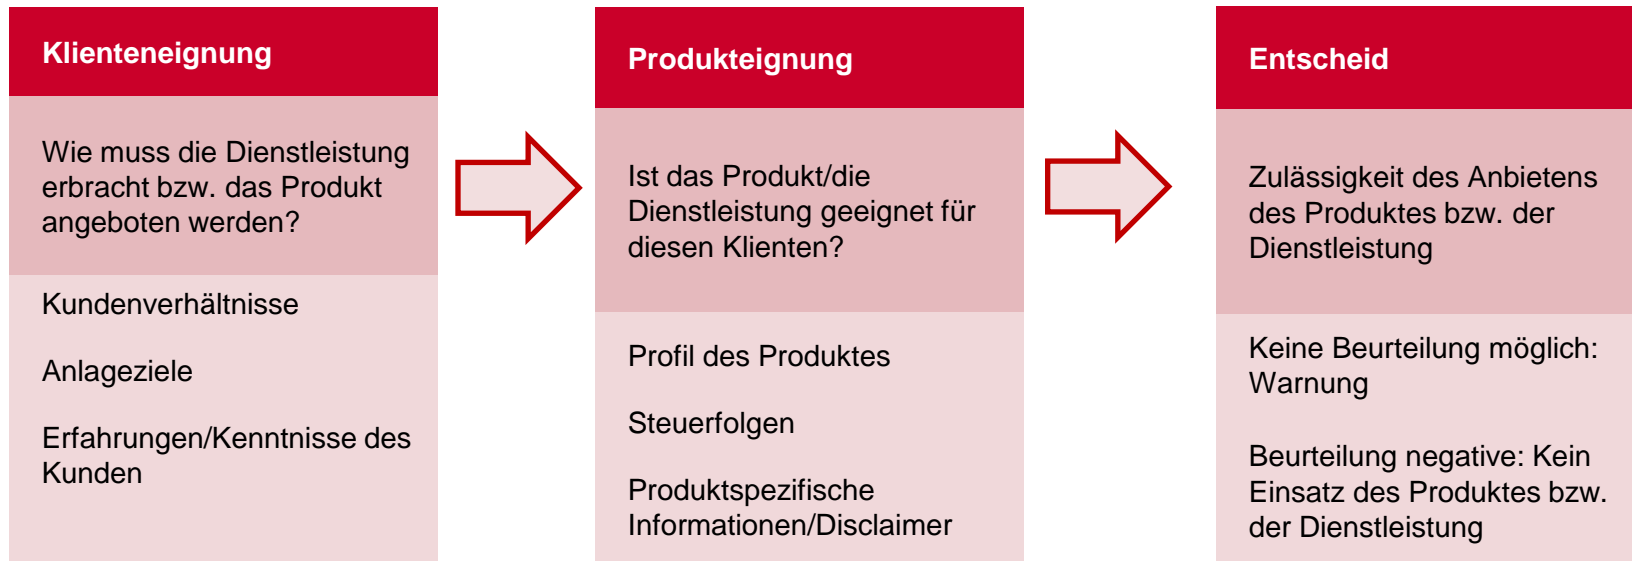 Klienteneignung
Wie muss die Dienstleistung
erbracht bzw. das Produkt
angeboten werden?
Kundenverhältnisse
Anlageziele
Erfahrungen/Kenntnisse des
Kunden
Produkteignung
Ist das Produkt/die
Dienstleistung geeignet für
diesen Klienten?
Profil des Produktes
Steuerfolgen
Produktspezifische
Informationen/Disclaimer
Entscheid
Zulässigkeit des Anbietens
des Produktes bzw. der
Dienstleistung
Keine Beurteilung möglich:
Warnung
Beurteilung negative: Kein
Einsatz des Produktes bzw.
der Dienstleistung